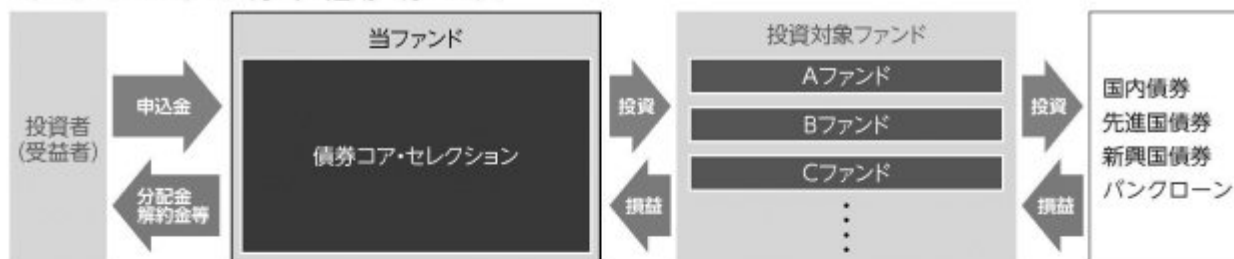 投資者
(受益者)
申込金
分配金
解約金等
当ファンド
債券コア・セレクション
投資
損益
投資対象ファンド
Aファンド
Bファンド
Cファンド
投資
損益
国内債券
先進国債券
新興国債券
バンクローン